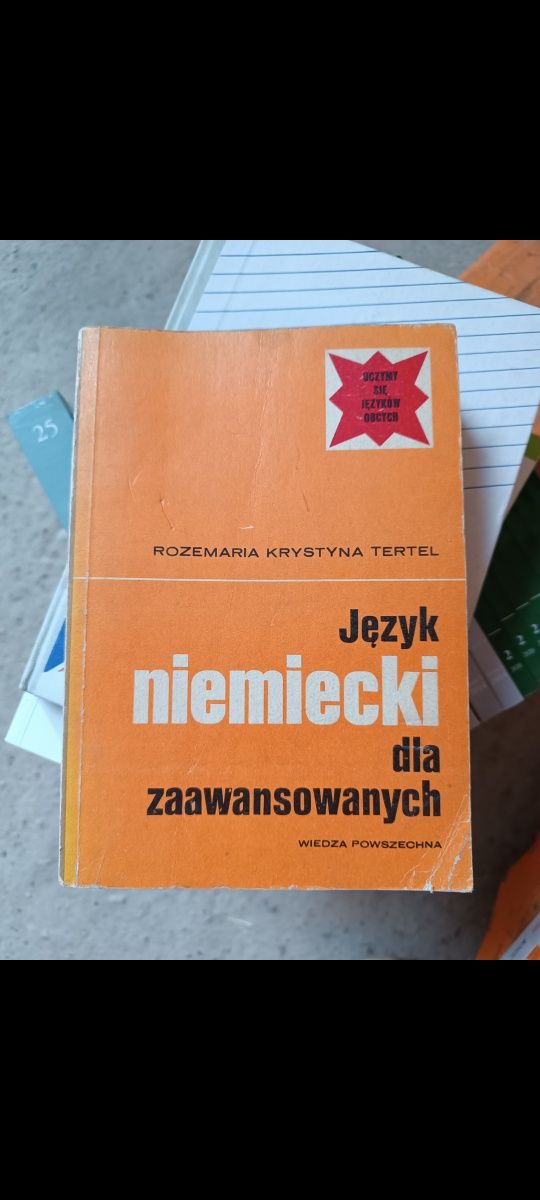 UCZYMY
SIĘ
JĘZYKÓW
OBCYCH
ROZEMARIA KRYSTYNA TERTEL
Język
niemiecki
dla
zaawansowanych
WIEDZA POWSZECHNA
25